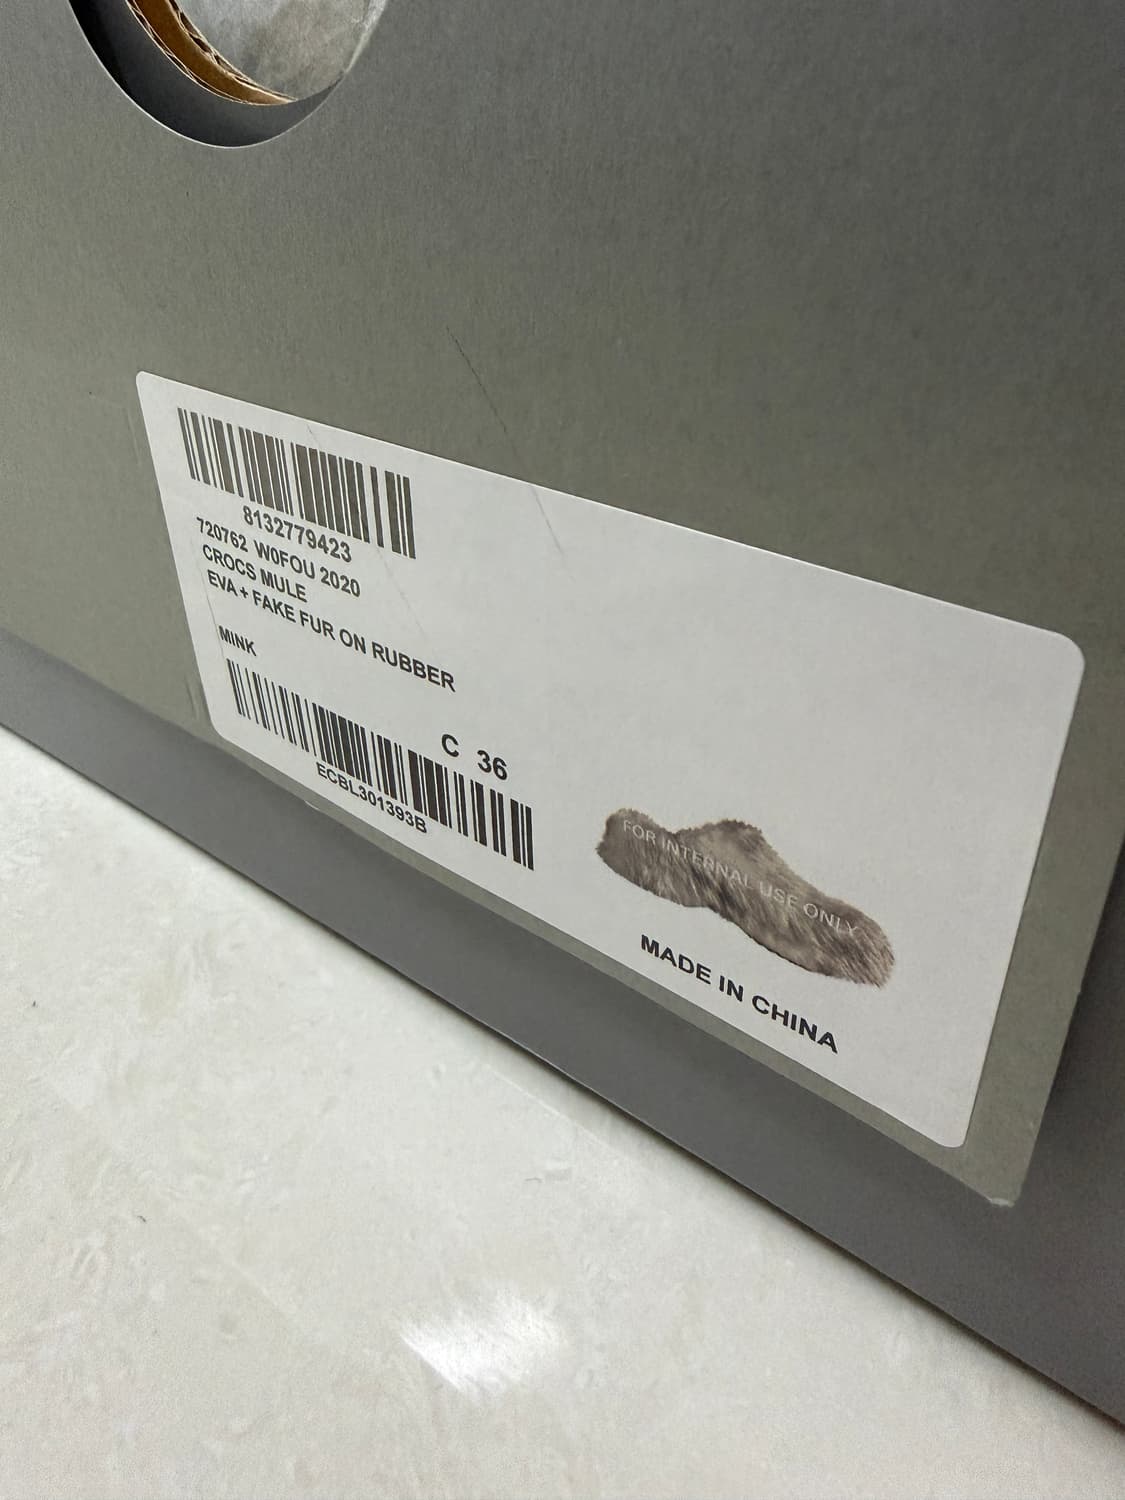 8132779423
720762 W0FOU 2020
CROCS MULE
EVA + FAKE FUR ON RUBBER
MINK
C 36
ECBL301393B
FOR INTERNAL USE ONLY
MADE IN CHINA